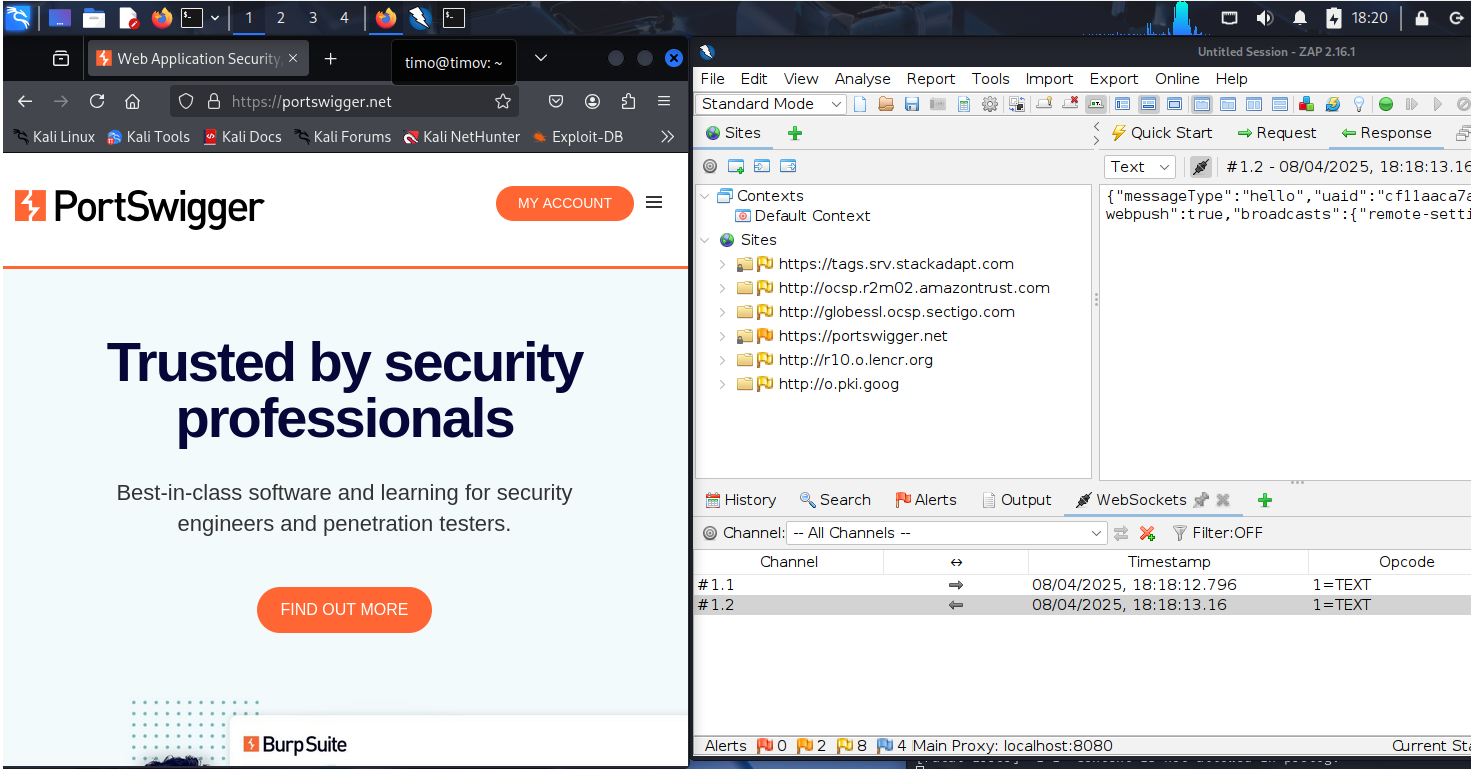 1 2 3 4
18:20
Web Application Security,
timo@timov: ~
https://portswigger.net
Kali Linux Kali Tools Kali Docs Kali Forums Kali NetHunter Exploit-DB
PortSwigger
MY ACCOUNT
Trusted by security
professionals
Best-in-class software and learning for security
engineers and penetration testers.
FIND OUT MORE
BurpSuite
Untitled Session - ZAP 2.16.1
File Edit View Analyse Report Tools Import Export Online Help
Standard Mode
Sites
Quick Start Request Response
Text #1.2 - 08/04/2025, 18:18:13.16
Contexts
Default Context
Sites
https://tags.srv.stackadapt.com
http://ocsp.r2m02.amazontrust.com
http://globessl.ocsp.sectigo.com
https://portswigger.net
http://r10.o.lencr.org
http://o.pki.goog
{"messageType":"hello","uaid":"cf11aaca7a
webpush":true,"broadcasts":{"remote-setti
History Search Alerts Output WebSockets
Channel: -- All Channels -- Filter:OFF
Channel Timestamp Opcode
#1.1 08/04/2025, 18:18:12.796 1=TEXT
#1.2 08/04/2025, 18:18:13.16 1=TEXT
Alerts 0 2 8 4 Main Proxy: localhost:8080 Current Sta